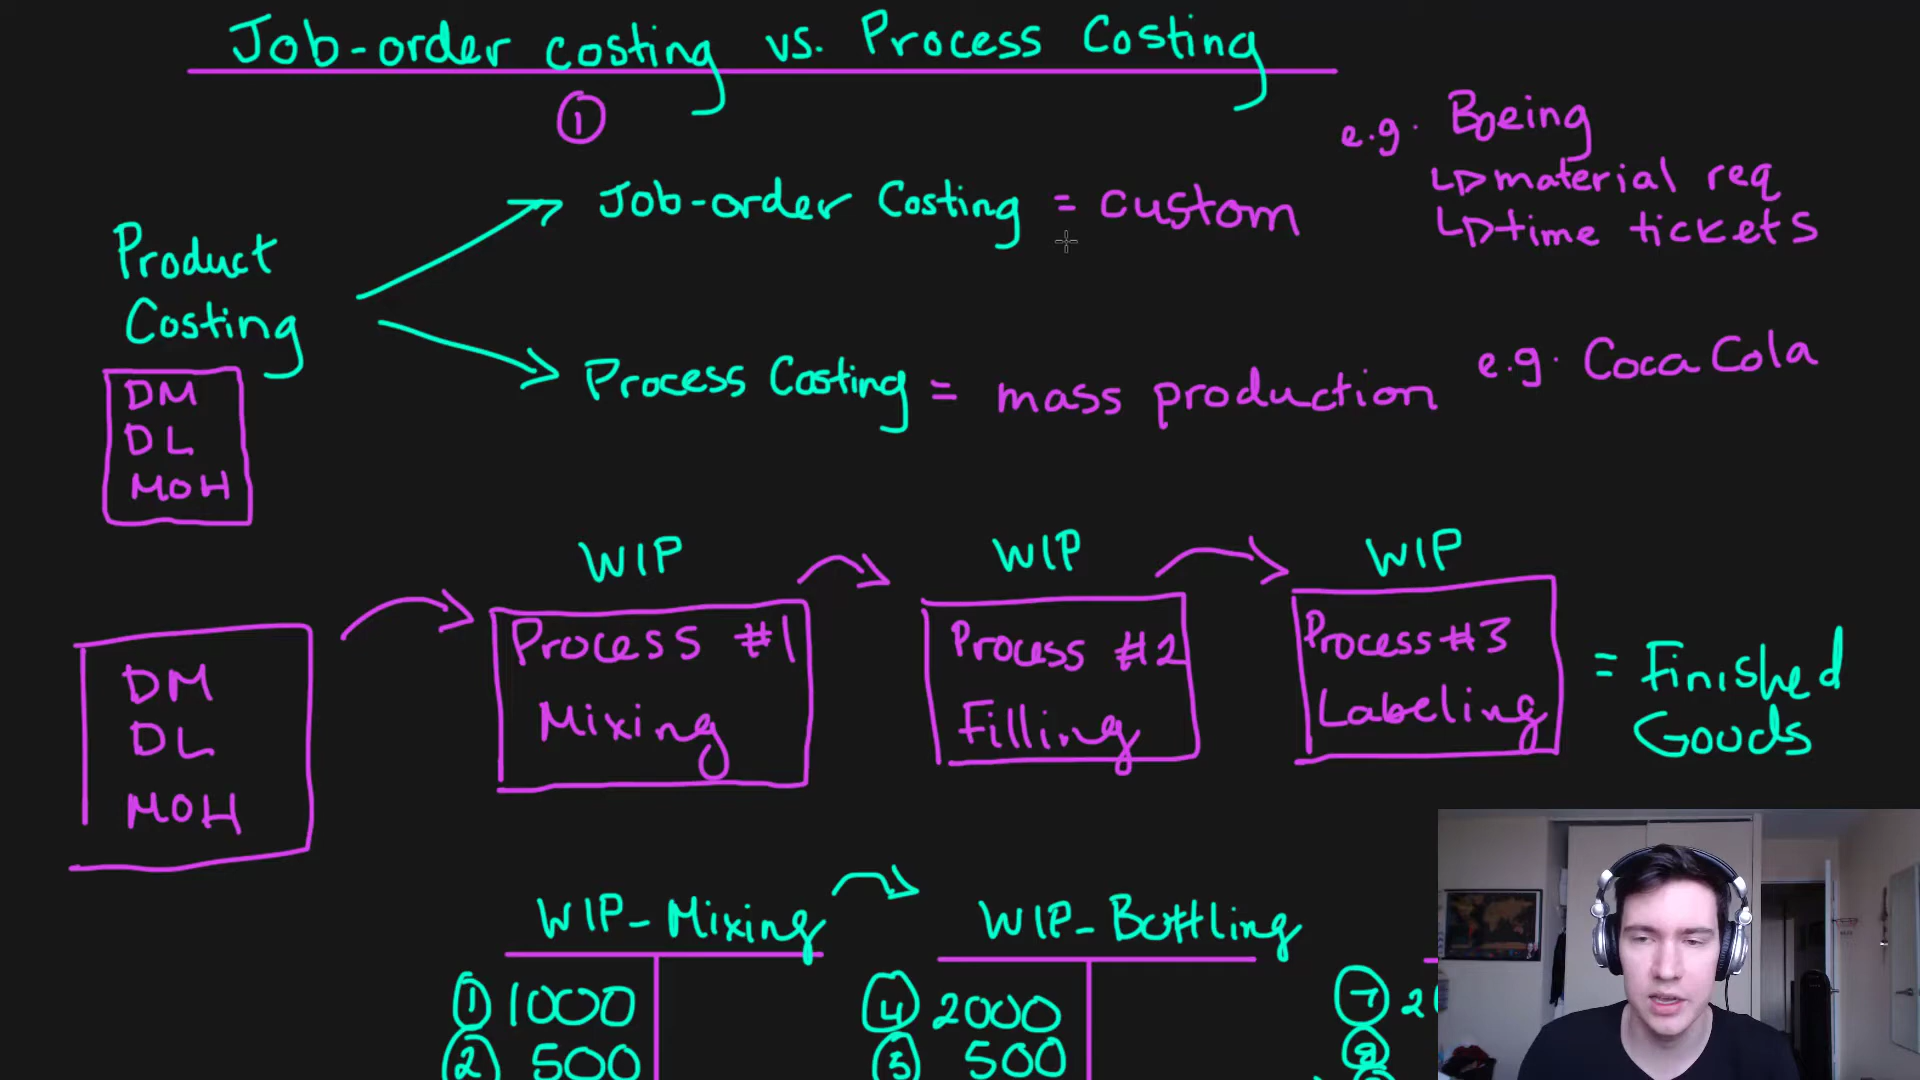 Job-order costing vs. Process Costing
①
e.g. Boeing
↳ material req
↳ time tickets
Job-order Costing = custom
Product
Costing
DM
DL
MOH
Process Costing = mass production
e.g. Coca Cola
WIP
WIP
WIP
DM
DL
MOH
Process #1
Mixing
Process #2
Filling
Process #3
Labeling
= Finished
Goods
WIP-Mixing
① 1000
② 500
WIP-Bottling
④ 2000
⑤ 500
⑦
⑧